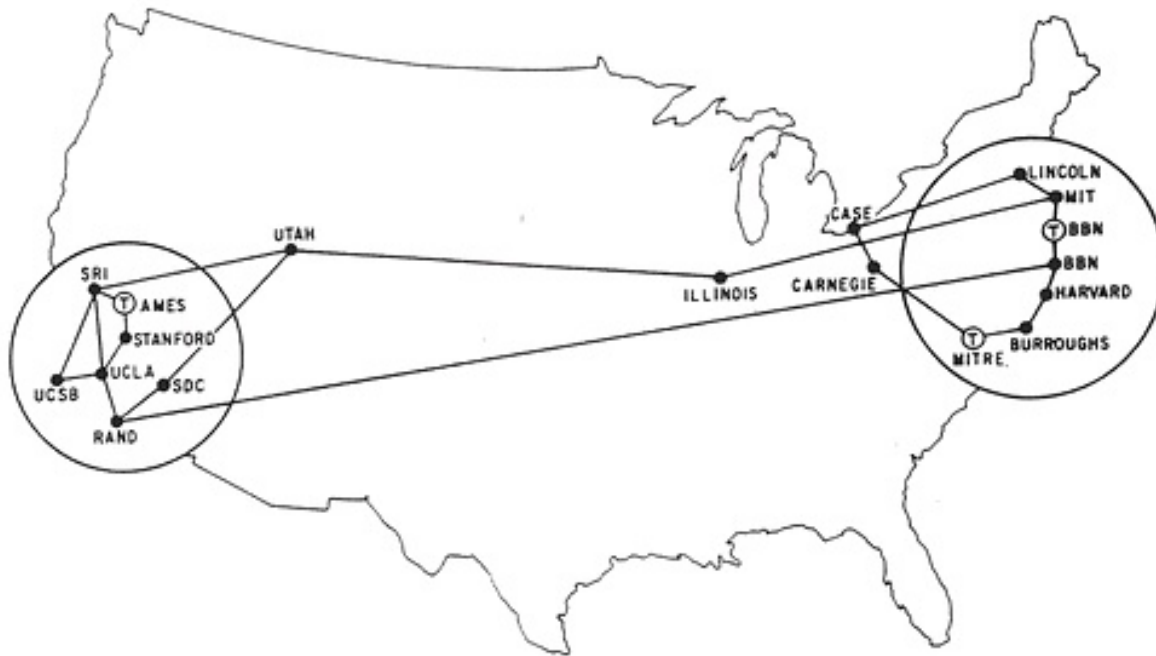 LINCOLN
MIT
CASE
T BBN
UTAH
BBN
SRI
CARNEGIE
ILLINOIS
HARVARD
T AMES
STANFORD
T
BURROUGHS
MITRE.
UCLA
SDC
UCSB
RAND